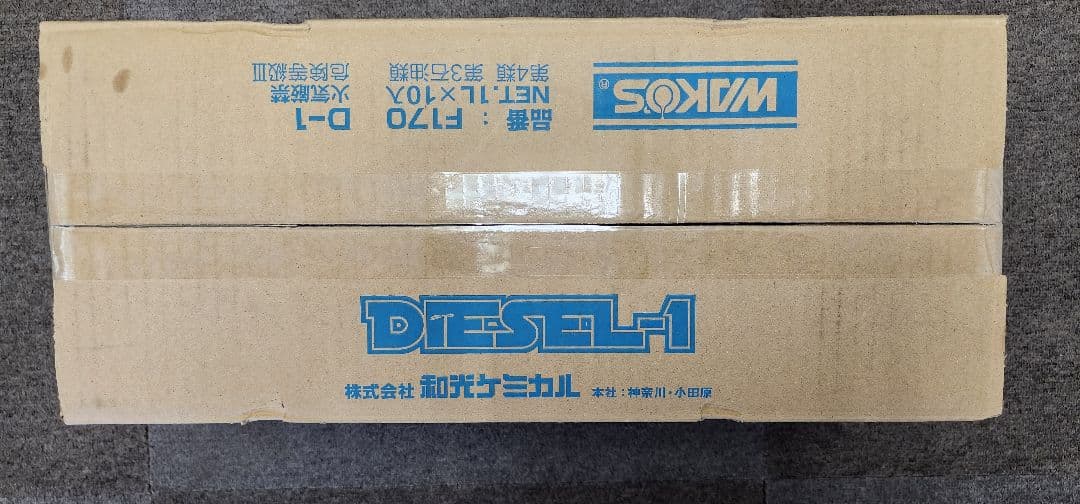 WAKO'S®
品番：F170 D-1
NET.1L×10入 火気厳禁
第4類 第3石油類 危険等級Ⅲ
DIESEL-1
株式会社 和光ケミカル 本社：神奈川・小田原